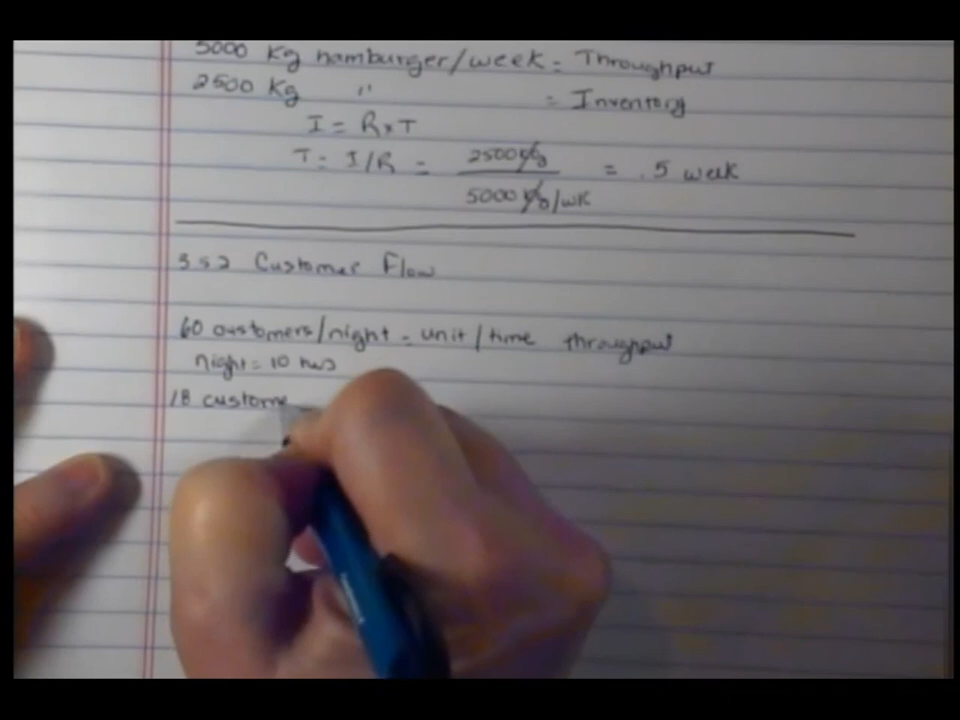 5000 Kg hamburger/week = Throughput
2500 Kg " = Inventory
I = R x T
T = I/R = 2500 Kg / 5000 Kg/wk = .5 week
3.s.2 Customer Flow
60 customers/night = unit/time throughput
night = 10 hrs
18 custome